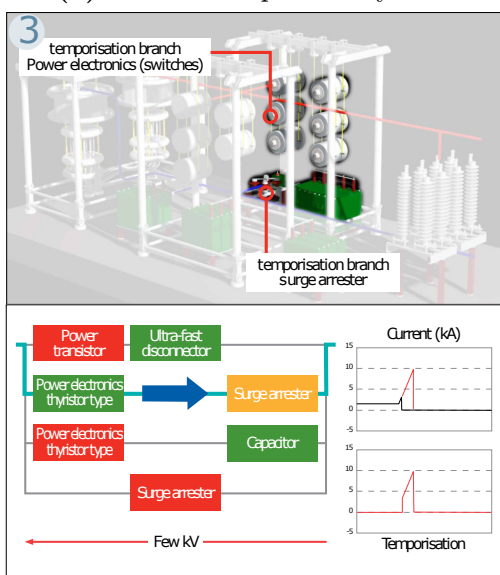 3
temporisation branch
Power electronics (switches)
temporisation branch
surge arrester
Power
transistor
Ultra-fast
disconnector
Power electronics
thyristor type
Surge arrester
Power electronics
thyristor type
Capacitor
Surge arrester
Few kV
Current (kA)
15
10
5
0
-5
15
10
5
0
-5
Temporisation